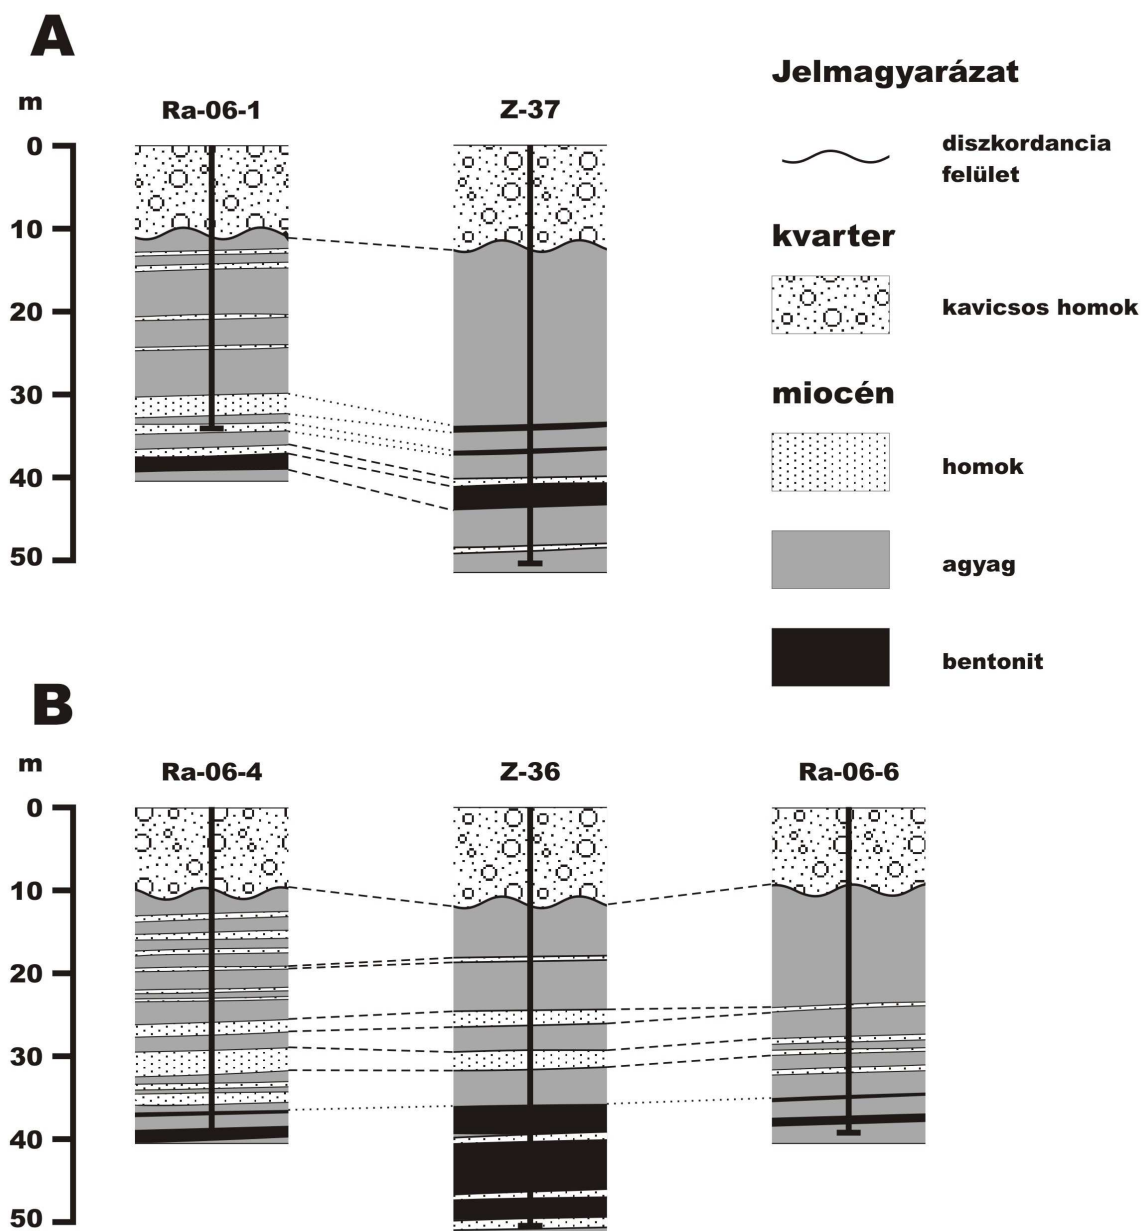 A
m
Ra-06-1
Z-37
0
10
20
30
40
50
Jelmagyarázat
diszkordancia
felület
kvarter
kavicsos homok
miocén
homok
agyag
bentonit
B
m
Ra-06-4
Z-36
Ra-06-6
0
10
20
30
40
50